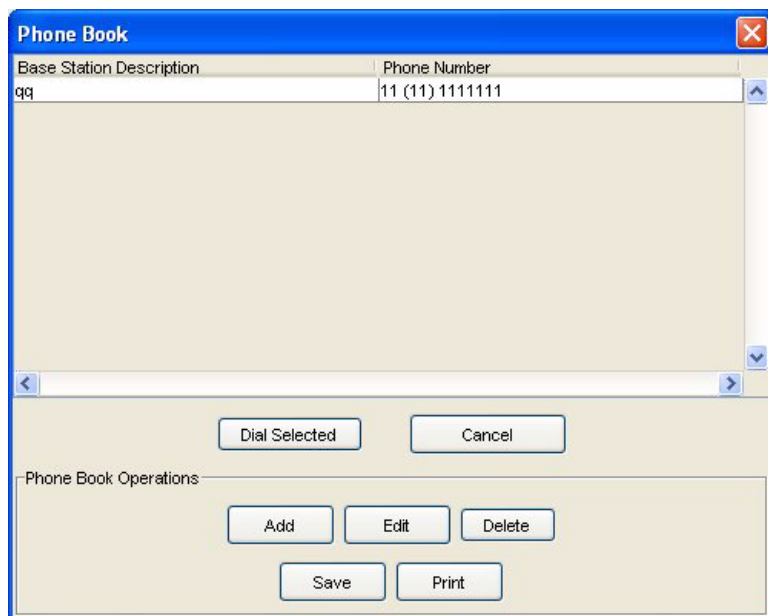 Phone Book
Base Station Description Phone Number
qq 11 (11) 1111111
Dial Selected Cancel
Phone Book Operations
Add Edit Delete
Save Print